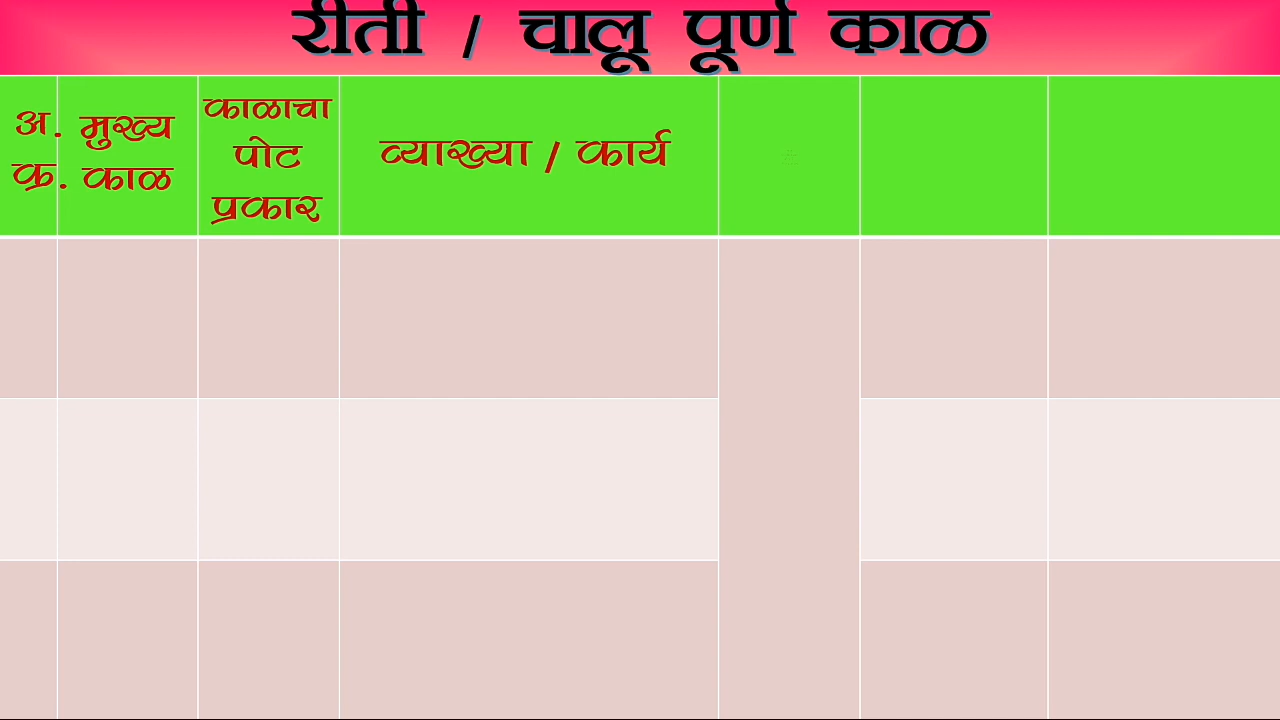 रीती / चालू पूर्ण काळ
अ.
क्र.
मुख्य
काळ
काळाचा
पोट
प्रकार
व्याख्या / कार्य